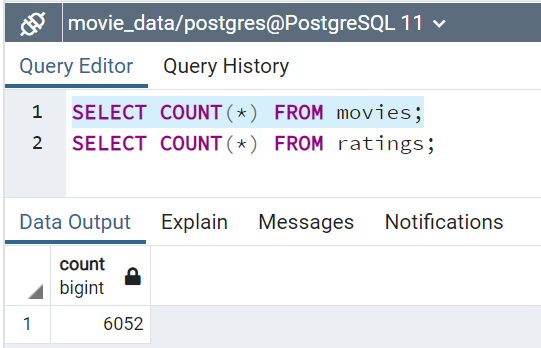 movie_data/postgres@PostgreSQL 11
Query Editor Query History
1 SELECT COUNT(*) FROM movies;
2 SELECT COUNT(*) FROM ratings;
Data Output Explain Messages Notifications
count
bigint
1 6052